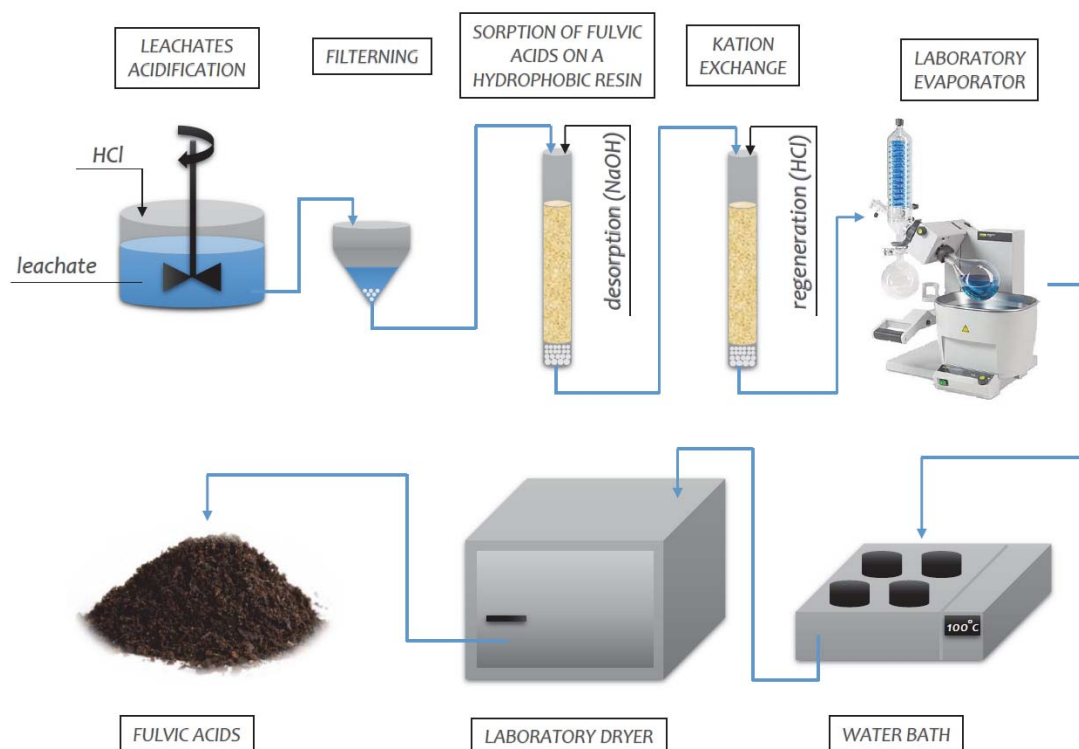 LEACHATES
ACIDIFICATION
FILTERNING
SORPTION OF FULVIC
ACIDS ON A
HYDROPHOBIC RESIN
KATION
EXCHANGE
LABORATORY
EVAPORATOR
HCl
leachate
desorption (NaOH)
regeneration (HCl)
100°C
FULVIC ACIDS
LABORATORY DRYER
WATER BATH